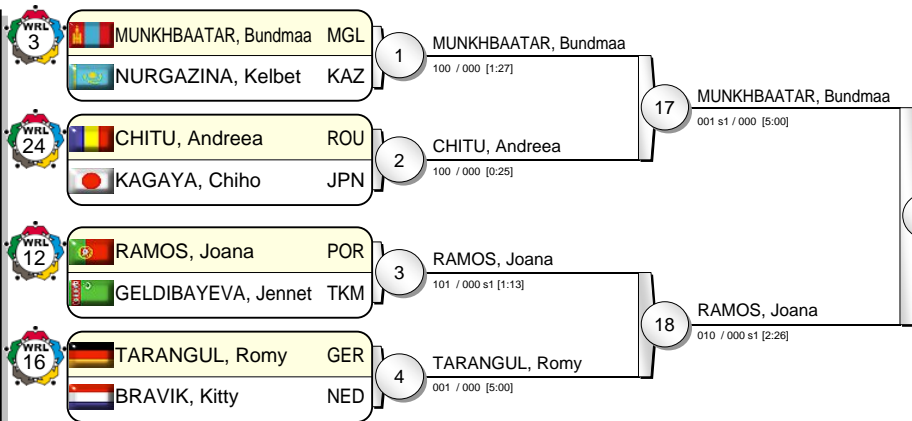 WRL 3 MUNKHBAATAR, Bundmaa MGL
NURGAZINA, Kelbet KAZ
1
MUNKHBAATAR, Bundmaa
100 / 000 [1:27]
WRL 24 CHITU, Andreea ROU
KAGAYA, Chiho JPN
2
CHITU, Andreea
100 / 000 [0:25]
17
MUNKHBAATAR, Bundmaa
001 s1 / 000 [5:00]
WRL 12 RAMOS, Joana POR
GELDIBAYEVA, Jennet TKM
3
RAMOS, Joana
101 / 000 s1 [1:13]
WRL 16 TARANGUL, Romy GER
BRAVIK, Kitty NED
4
TARANGUL, Romy
001 / 000 [5:00]
18
RAMOS, Joana
010 / 000 s1 [2:26]